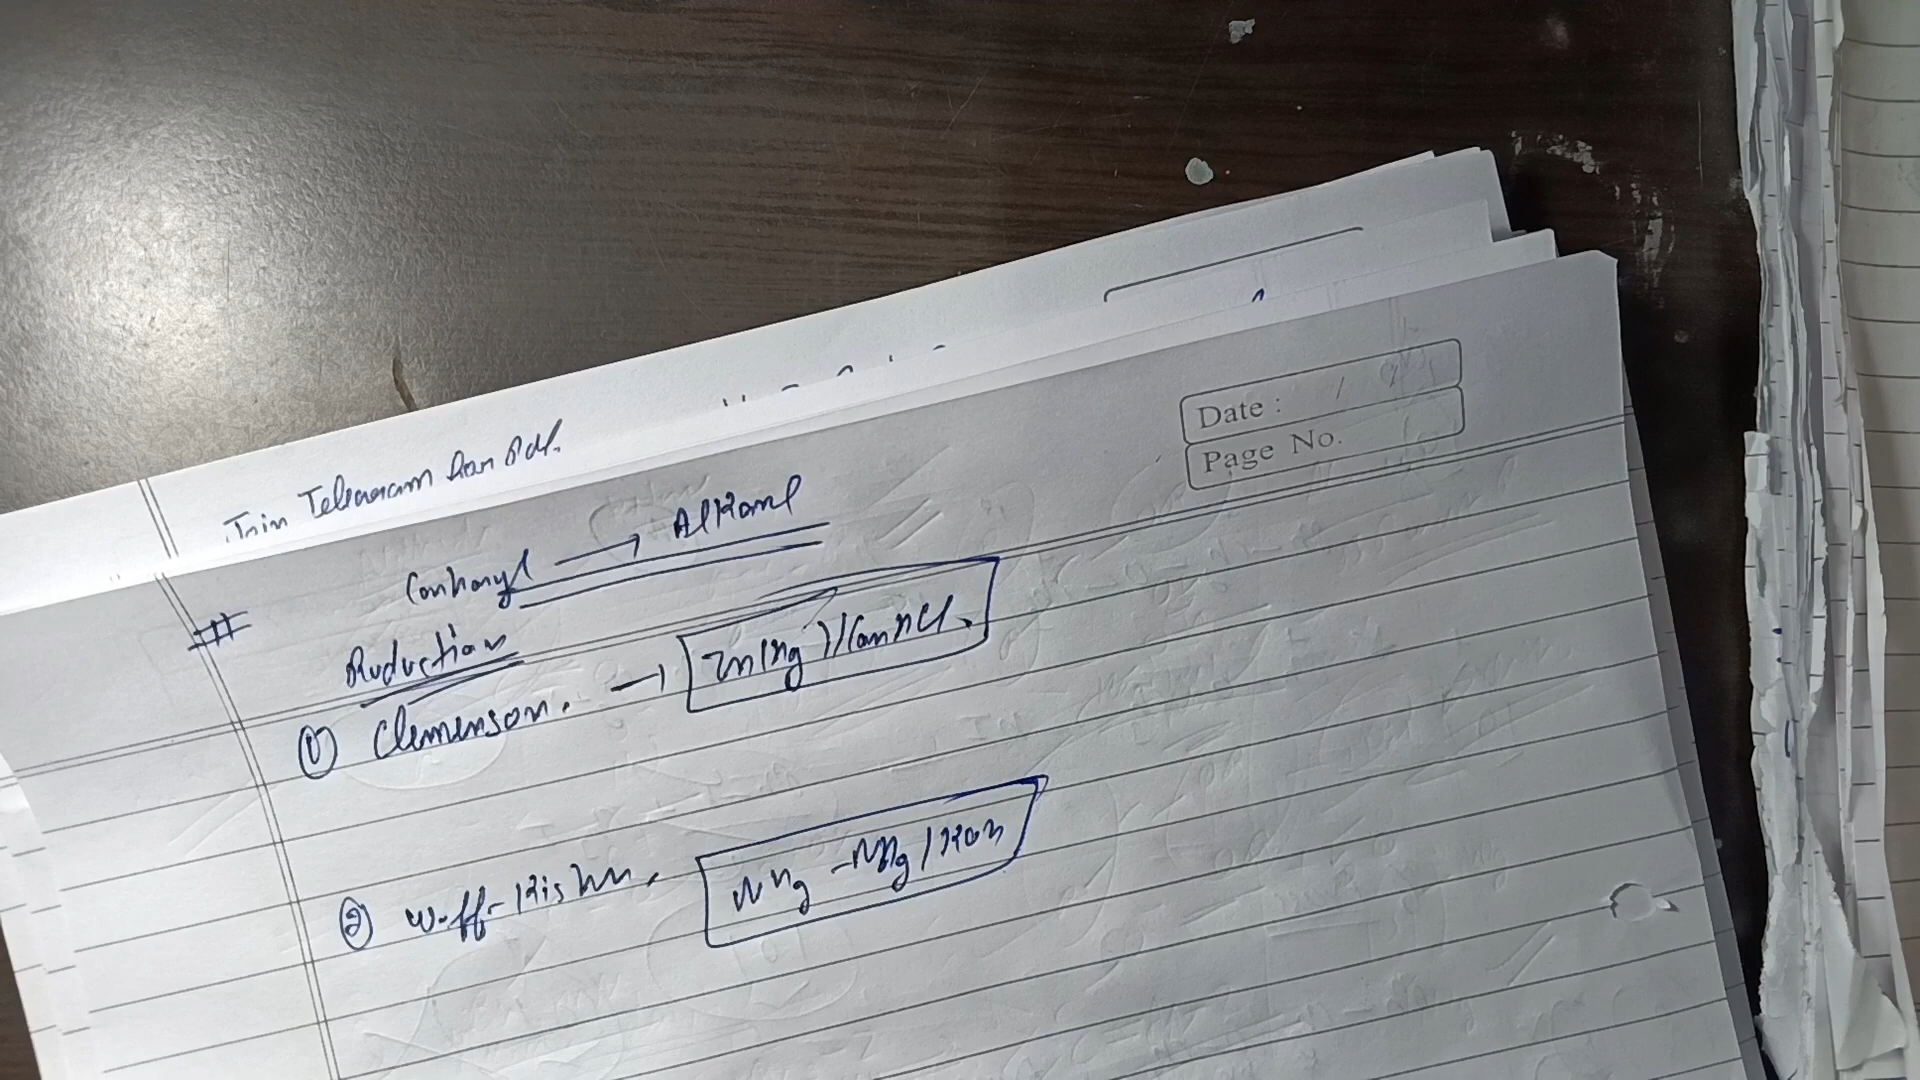 Join Telegram for Pdf.
Date :
Page No.
# Carbonyl → Alkane
Reduction
① Clemenson. → Zn(Hg)/Con HCl.
② Wolff-Kishner. NH2-NH2/KOH